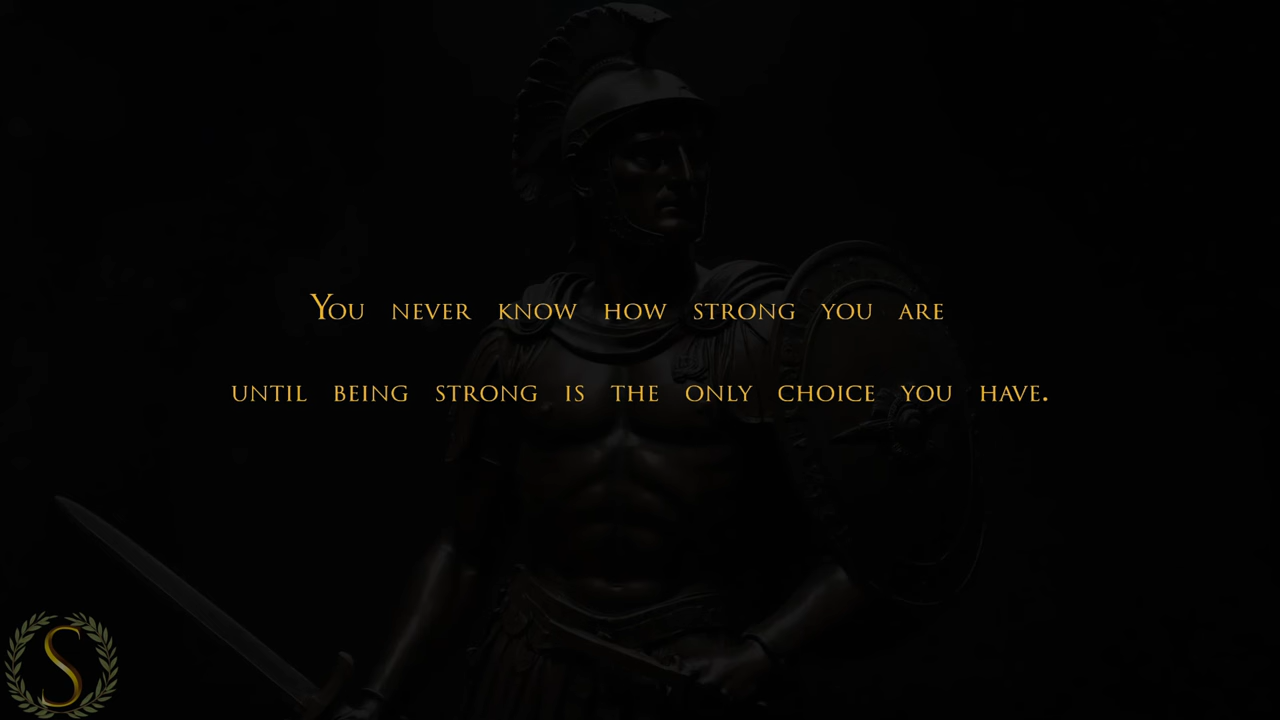 You never know how strong you are
until being strong is the only choice you have.
S